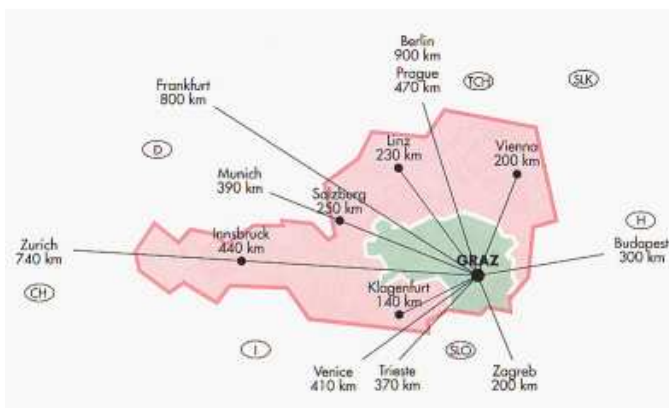 Berlin
900 km
Prague
470 km
TCH
SLK
Frankfurt
800 km
D
Linz
230 km
Vienna
200 km
Munich
390 km
Salzburg
250 km
H
Innsbruck
440 km
Zurich
740 km
Budapest
300 km
GRAZ
CH
Klagenfurt
140 km
I
SLO
Venice
410 km
Trieste
370 km
Zagreb
200 km